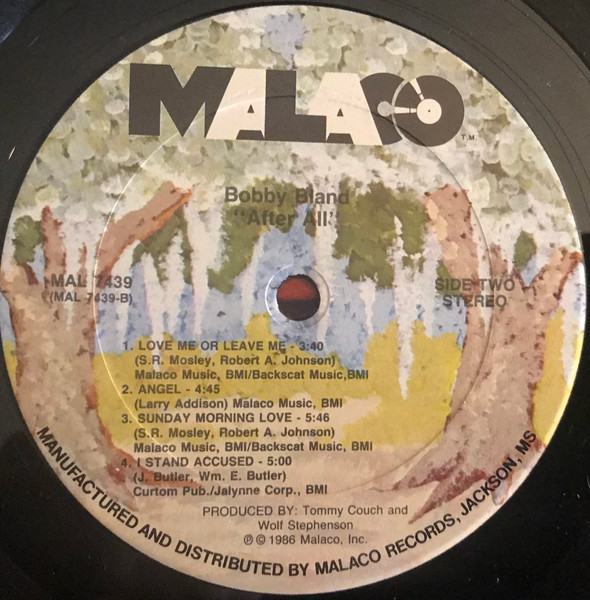 MALACO
T.M.
Bobby Bland
"After All"
MAL 7439
(MAL 7439-B)
SIDE TWO
STEREO
1. LOVE ME OR LEAVE ME - 3:40
(S.R. Mosley, Robert A. Johnson)
Malaco Music, BMI/Backscat Music,BMI
2. ANGEL - 4:45
(Larry Addison) Malaco Music, BMI
3. SUNDAY MORNING LOVE - 5:46
(S.R. Mosley, Robert A. Johnson)
Malaco Music, BMI/Backscat Music, BMI
4. I STAND ACCUSED - 5:00
(J. Butler, Wm. E. Butler)
Curtom Pub./Jalynne Corp., BMI
PRODUCED BY: Tommy Couch and
Wolf Stephenson
℗ © 1986 Malaco, Inc.
MANUFACTURED AND DISTRIBUTED BY MALACO RECORDS, JACKSON, MS